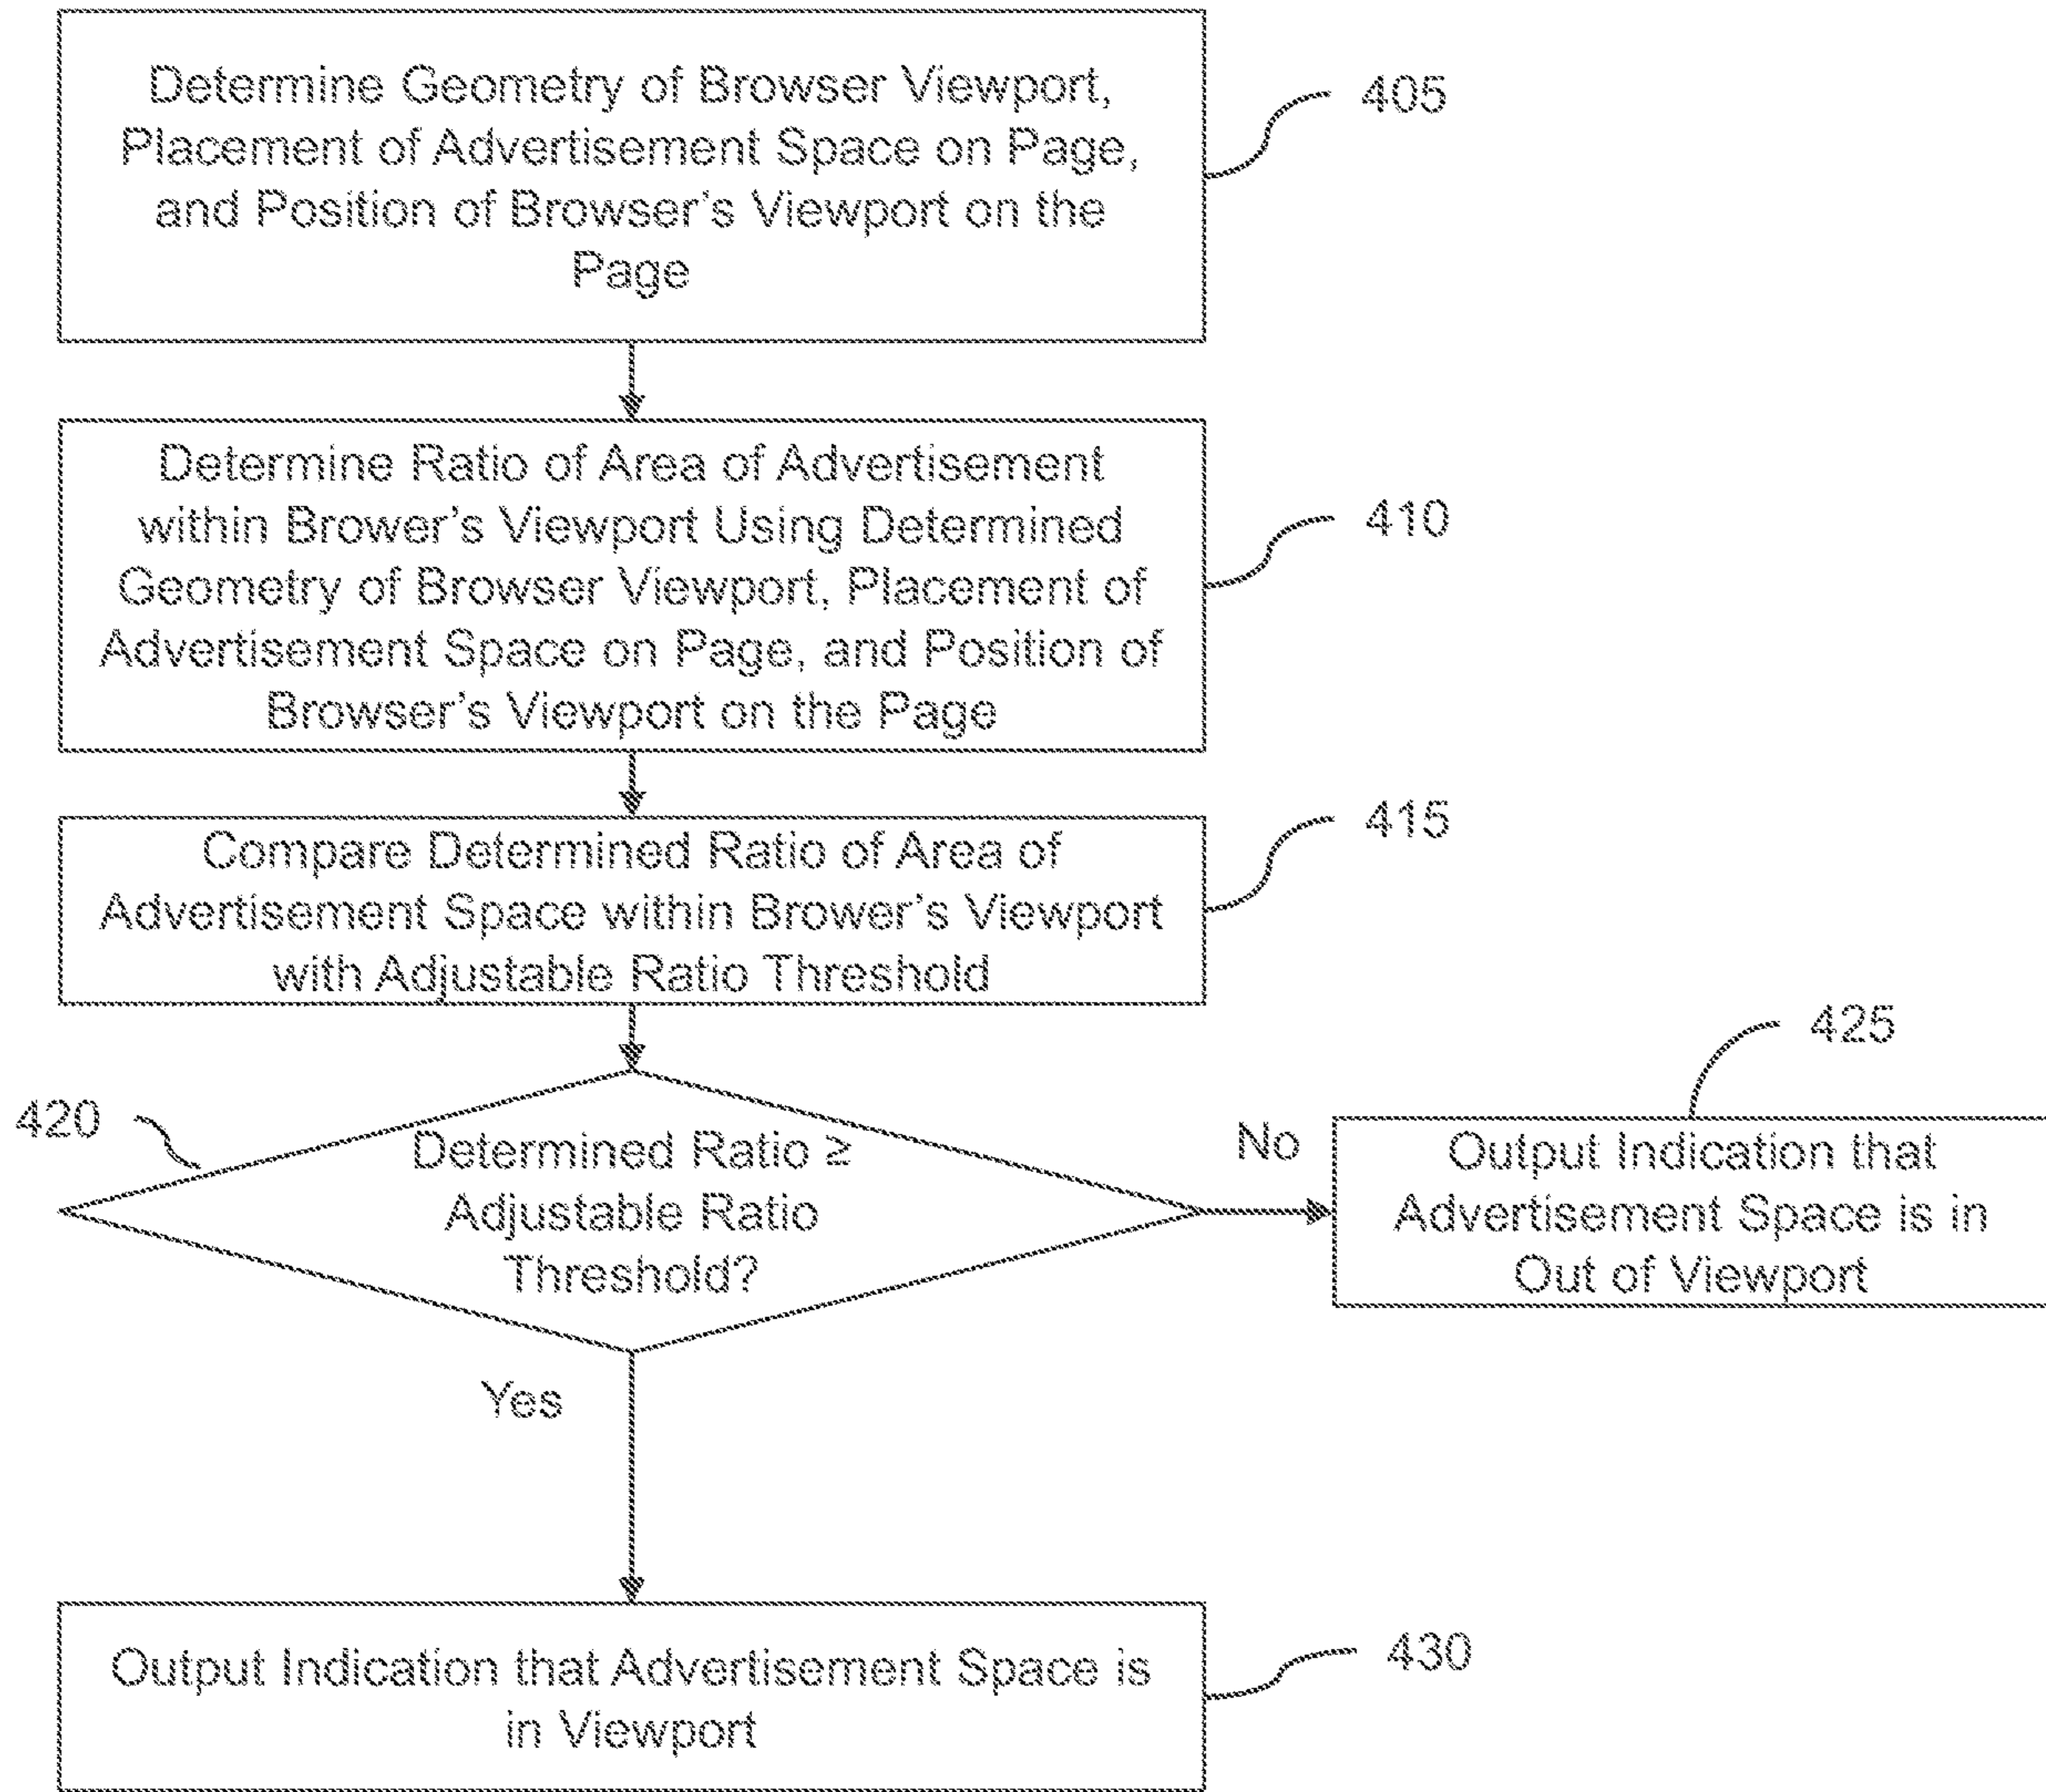 Determine Geometry of Browser Viewport,
Placement of Advertisement Space on Page,
and Position of Browser's Viewport on the
Page
405
Determine Ratio of Area of Advertisement
within Brower's Viewport Using Determined
Geometry of Browser Viewport, Placement of
Advertisement Space on Page, and Position of
Browser's Viewport on the Page
410
Compare Determined Ratio of Area of
Advertisement Space within Brower's Viewport
with Adjustable Ratio Threshold
415
420
Determined Ratio ≥
Adjustable Ratio
Threshold?
No
425
Output Indication that
Advertisement Space is in
Out of Viewport
Yes
Output Indication that Advertisement Space is
in Viewport
430